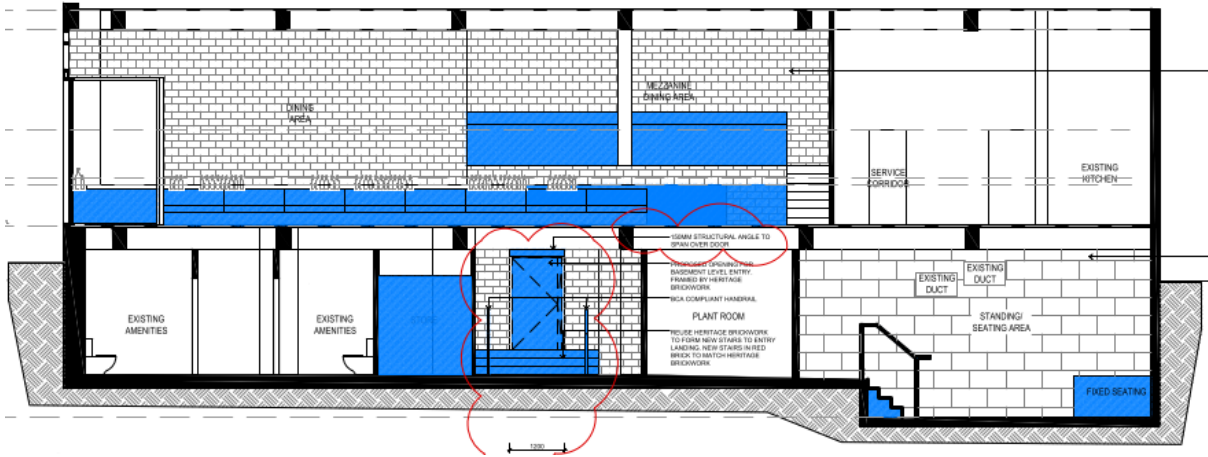 MEZZANINE
DINING AREA
DINING
AREA
SERVICE
CORRIDOR
EXISTING
KITCHEN
150MM STRUCTURAL ANGLE TO
SPAN OVER DOOR
PROPOSED OPENING FOR
BASEMENT LEVEL ENTRY.
FRAMED BY HERITAGE
BRICKWORK
BCA COMPLIANT HANDRAIL
PLANT ROOM
REUSE HERITAGE BRICKWORK
TO FORM NEW STAIRS TO ENTRY
LANDING. NEW STAIRS IN RED
BRICK TO MATCH HERITAGE
BRICKWORK
EXISTING
AMENITIES
EXISTING
AMENITIES
EXISTING
DUCT
EXISTING
DUCT
STANDING/
SEATING AREA
FIXED SEATING
1200